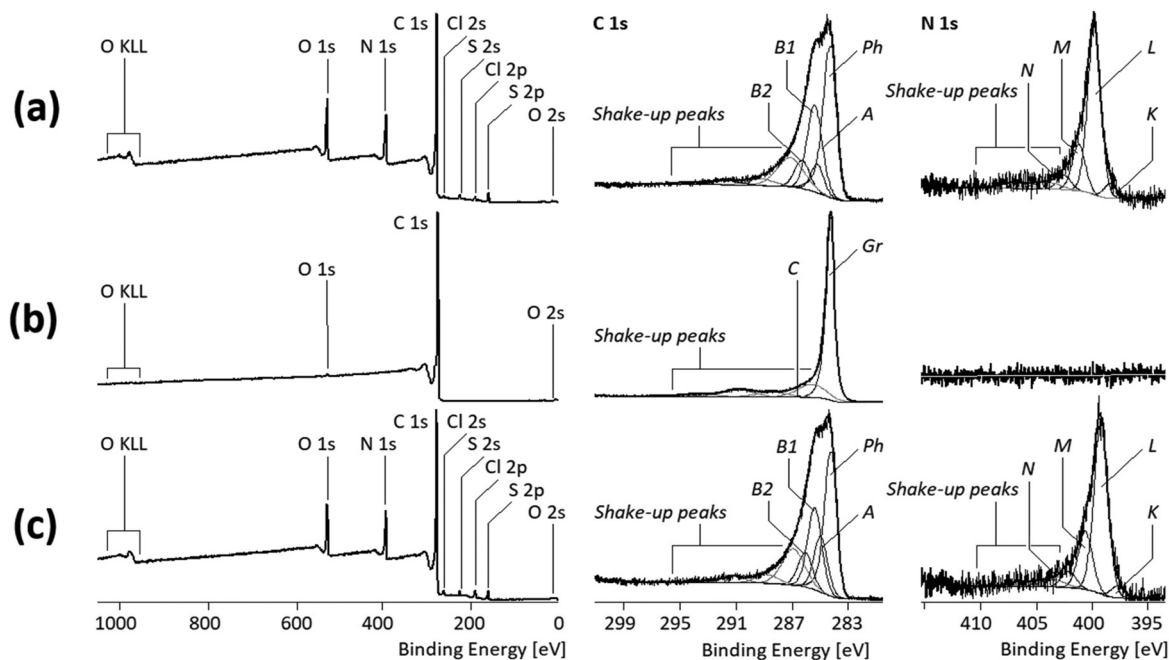 (a)
O KLL
O 1s
N 1s
C 1s
Cl 2s
S 2s
Cl 2p
S 2p
O 2s
C 1s
Shake-up peaks
B2
B1
Ph
A
N 1s
Shake-up peaks
N
M
L
K
(b)
O KLL
O 1s
C 1s
O 2s
Shake-up peaks
C
Gr
(c)
O KLL
O 1s
N 1s
C 1s
Cl 2s
S 2s
Cl 2p
S 2p
O 2s
Shake-up peaks
B2
B1
Ph
A
Shake-up peaks
N
M
L
K
1000 800 600 400 200 0
Binding Energy [eV]
299 295 291 287 283
Binding Energy [eV]
410 405 400 395
Binding Energy [eV]